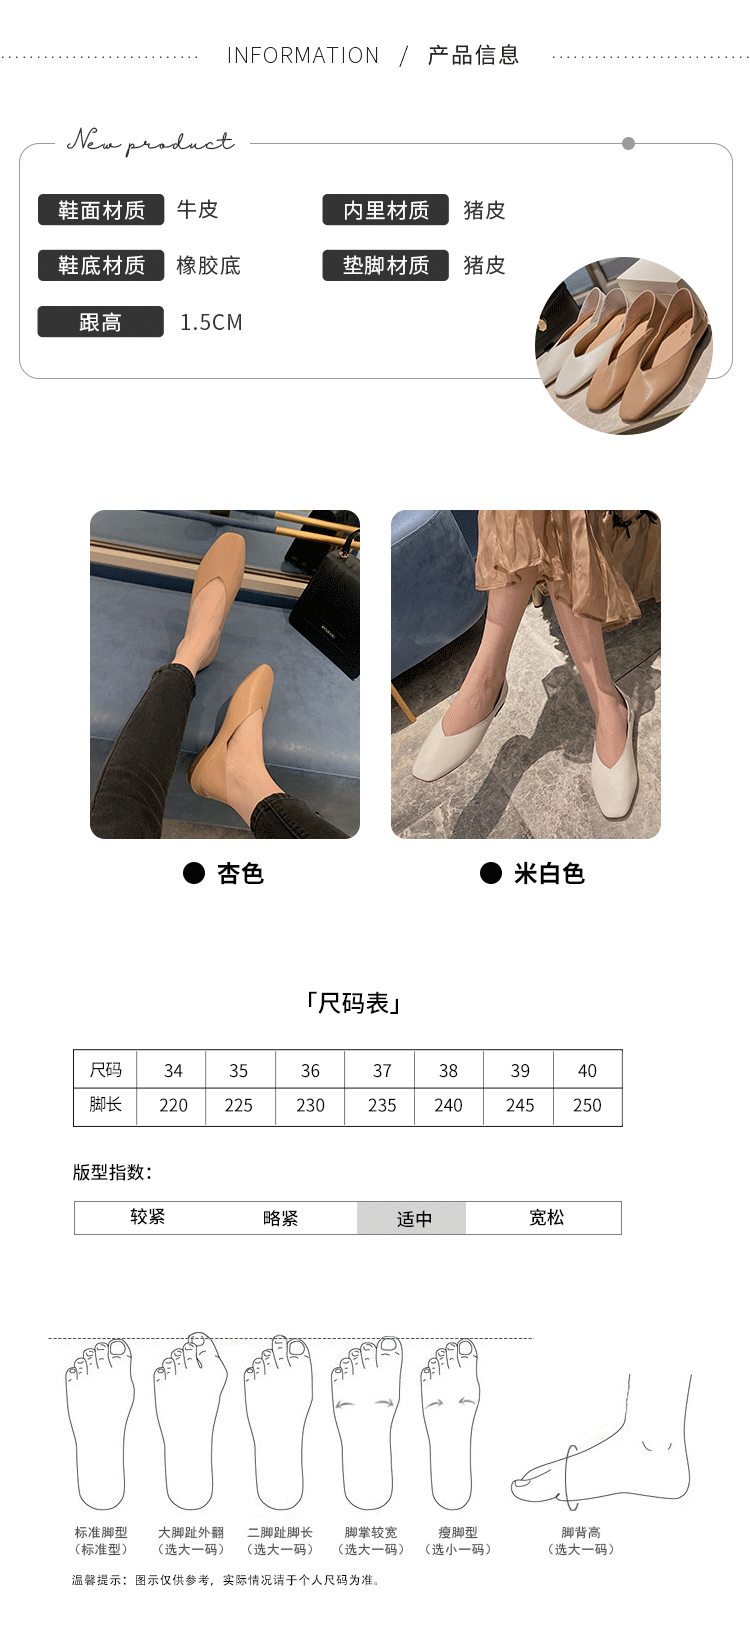 INFORMATION / 产品信息
New product
鞋面材质 牛皮 内里材质 猪皮
鞋底材质 橡胶底 垫脚材质 猪皮
跟高 1.5CM
杏色 米白色
「尺码表」
尺码 34 35 36 37 38 39 40
脚长 220 225 230 235 240 245 250
版型指数：
较紧 略紧 适中 宽松
标准脚型 大脚趾外翻 二脚趾脚长 脚掌较宽 瘦脚型 脚背高
（标准型） （选大一码） （选大一码） （选大一码） （选小一码） （选大一码）
温馨提示：图示仅供参考，实际情况请于个人尺码为准。